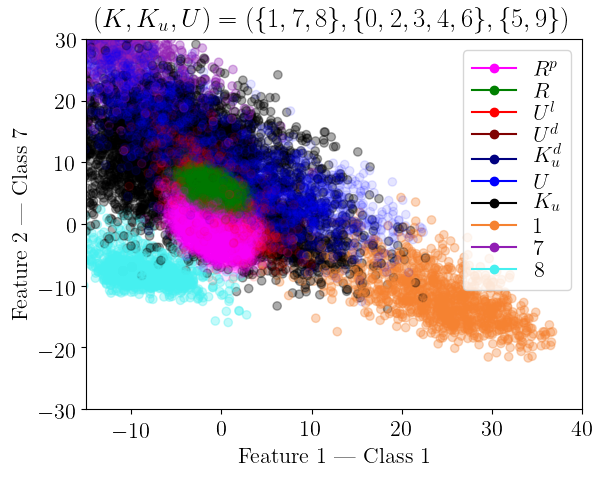 (K, K_u, U) = ({1, 7, 8}, {0, 2, 3, 4, 6}, {5, 9})
30
20
10
0
−10
−20
−30
Feature 2 — Class 7
R^p
R
U^l
U^d
K_u^d
U
K_u
1
7
8
−10
0
10
20
30
40
Feature 1 — Class 1